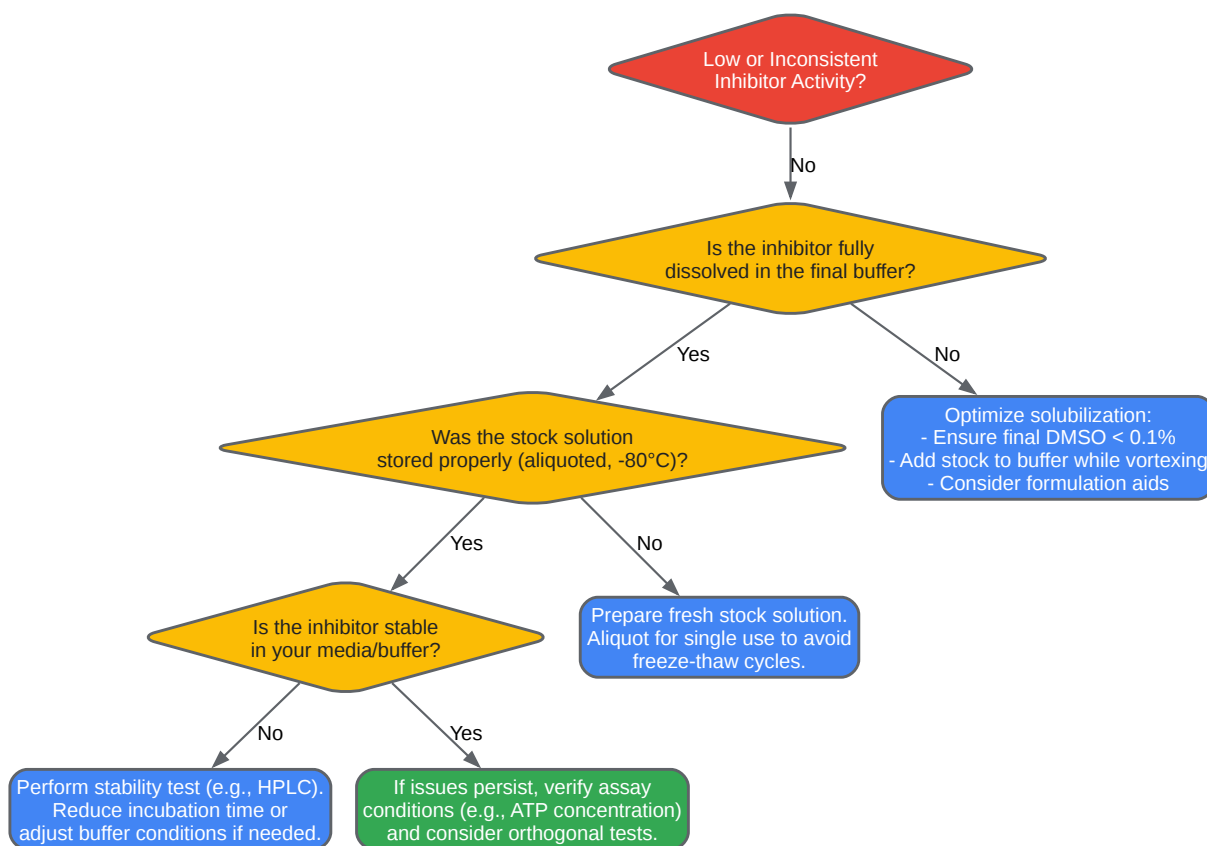 Low or Inconsistent
Inhibitor Activity?
No
Is the inhibitor fully
dissolved in the final buffer?
Yes
No
Was the stock solution
stored properly (aliquoted, -80°C)?
Optimize solubilization:
- Ensure final DMSO < 0.1%
- Add stock to buffer while vortexing
- Consider formulation aids
Yes
No
Is the inhibitor stable
in your media/buffer?
Prepare fresh stock solution.
Aliquot for single use to avoid
freeze-thaw cycles.
No
Yes
Perform stability test (e.g., HPLC).
Reduce incubation time or
adjust buffer conditions if needed.
If issues persist, verify assay
conditions (e.g., ATP concentration)
and consider orthogonal tests.